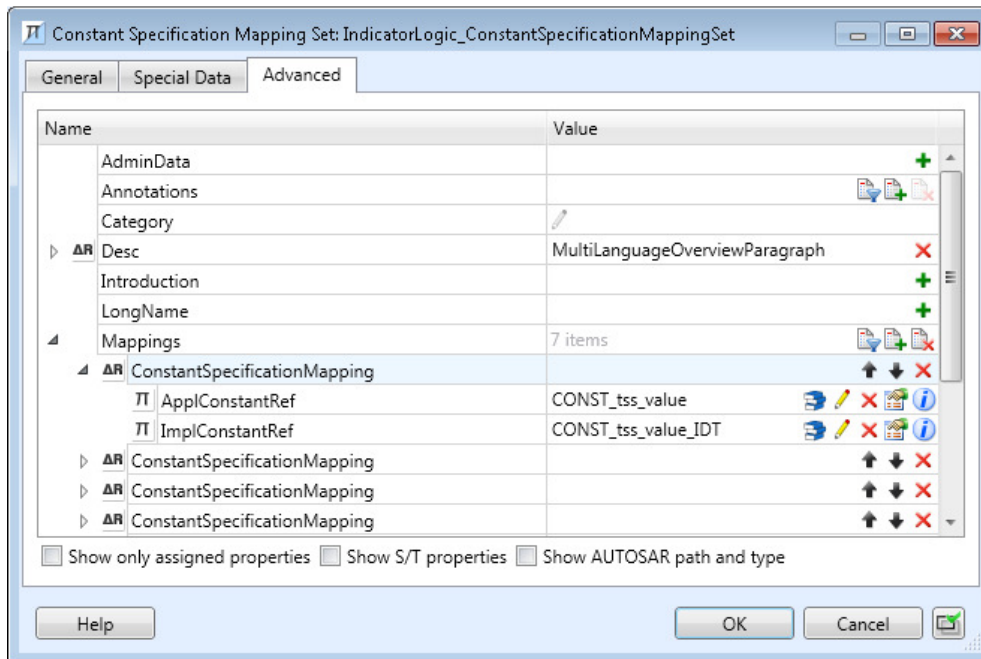 Constant Specification Mapping Set: IndicatorLogic_ConstantSpecificationMappingSet
General Special Data Advanced
Name Value
AdminData
Annotations
Category
ΔR Desc MultiLanguageOverviewParagraph
Introduction
LongName
Mappings 7 items
ΔR ConstantSpecificationMapping
π ApplConstantRef CONST_tss_value
π ImplConstantRef CONST_tss_value_IDT
ΔR ConstantSpecificationMapping
ΔR ConstantSpecificationMapping
ΔR ConstantSpecificationMapping
Show only assigned properties Show S/T properties Show AUTOSAR path and type
Help OK Cancel